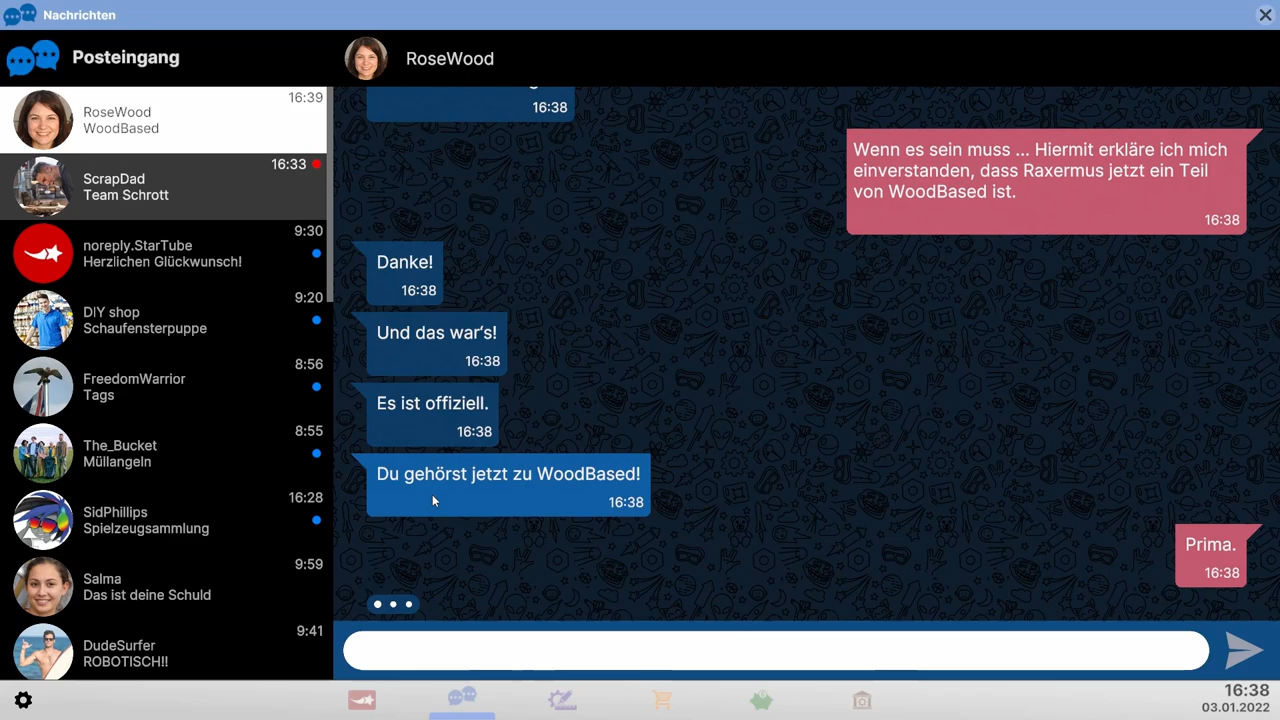 Nachrichten
Posteingang
RoseWood
16:39
RoseWood
WoodBased
16:33
ScrapDad
Team Schrott
9:30
noreply.StarTube
Herzlichen Glückwunsch!
9:20
DIY shop
Schaufensterpuppe
8:56
FreedomWarrior
Tags
8:55
The_Bucket
Müllangeln
16:28
SidPhillips
Spielzeugsammlung
9:59
Salma
Das ist deine Schuld
9:41
DudeSurfer
ROBOTISCH!!
16:38
Wenn es sein muss ... Hiermit erkläre ich mich
einverstanden, dass Raxermus jetzt ein Teil
von WoodBased ist.
16:38
Danke!
16:38
Und das war's!
16:38
Es ist offiziell.
16:38
Du gehörst jetzt zu WoodBased!
16:38
Prima.
16:38
16:38
03.01.2022